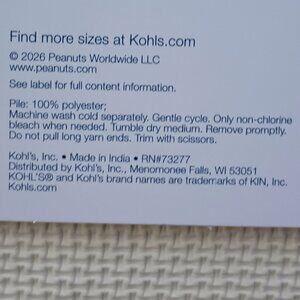 Find more sizes at Kohls.com
© 2026 Peanuts Worldwide LLC
www.peanuts.com
See label for full content information.
Pile: 100% polyester;
Machine wash cold separately. Gentle cycle. Only non-chlorine
bleach when needed. Tumble dry medium. Remove promptly.
Do not pull long yarn ends. Trim with scissors.
Kohl's, Inc. • Made in India • RN#73277
Distributed by Kohl's, Inc., Menomonee Falls, WI 53051
KOHL'S® and Kohl's brand names are trademarks of KIN, Inc.
Kohls.com